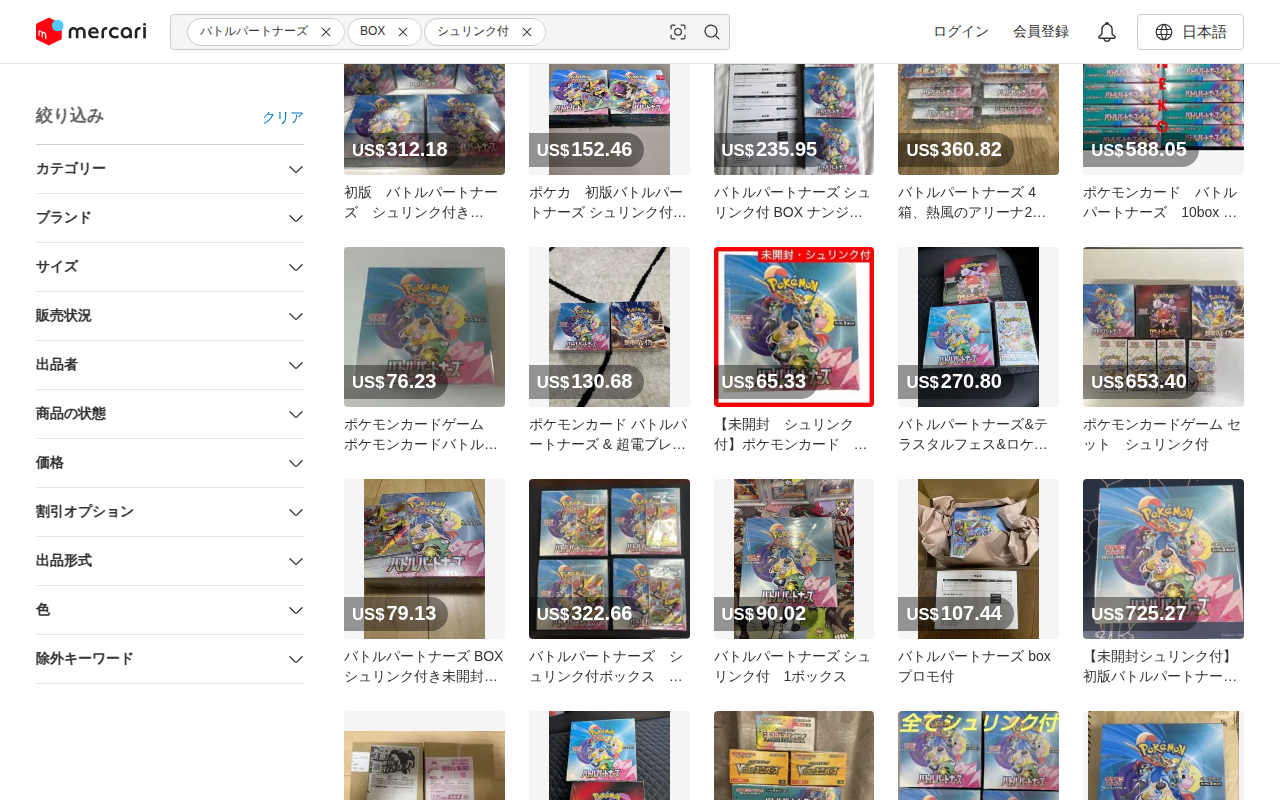 mercari
バトルパートナーズ
BOX
シュリンク付
ログイン
会員登録
日本語
絞り込み
クリア
カテゴリー
ブランド
サイズ
販売状況
出品者
商品の状態
価格
割引オプション
出品形式
色
除外キーワード
US$312.18
US$152.46
US$235.95
US$360.82
US$588.05
初版　バトルパートナー
ズ　シュリンク付き…
ポケカ　初版バトルパー
トナーズ シュリンク付…
バトルパートナーズ シュ
リンク付 BOX ナンジ…
バトルパートナーズ 4
箱、熱風のアリーナ2…
ポケモンカード　バトル
パートナーズ　10box …
未開封・シュリンク付
US$76.23
US$130.68
US$65.33
US$270.80
US$653.40
ポケモンカードゲーム
ポケモンカードバトル…
ポケモンカード バトルパ
ートナーズ & 超電ブレ…
【未開封　シュリンク
付】ポケモンカード　…
バトルパートナーズ&テ
ラスタルフェス&ロケ…
ポケモンカードゲーム セ
ット　シュリンク付
US$79.13
US$322.66
US$90.02
US$107.44
US$725.27
バトルパートナーズ BOX
シュリンク付き未開封…
バトルパートナーズ　シ
ュリンク付ボックス　…
バトルパートナーズ シュ
リンク付　1ボックス
バトルパートナーズ box
プロモ付
【未開封シュリンク付】
初版バトルパートナー…
全てシュリンク付